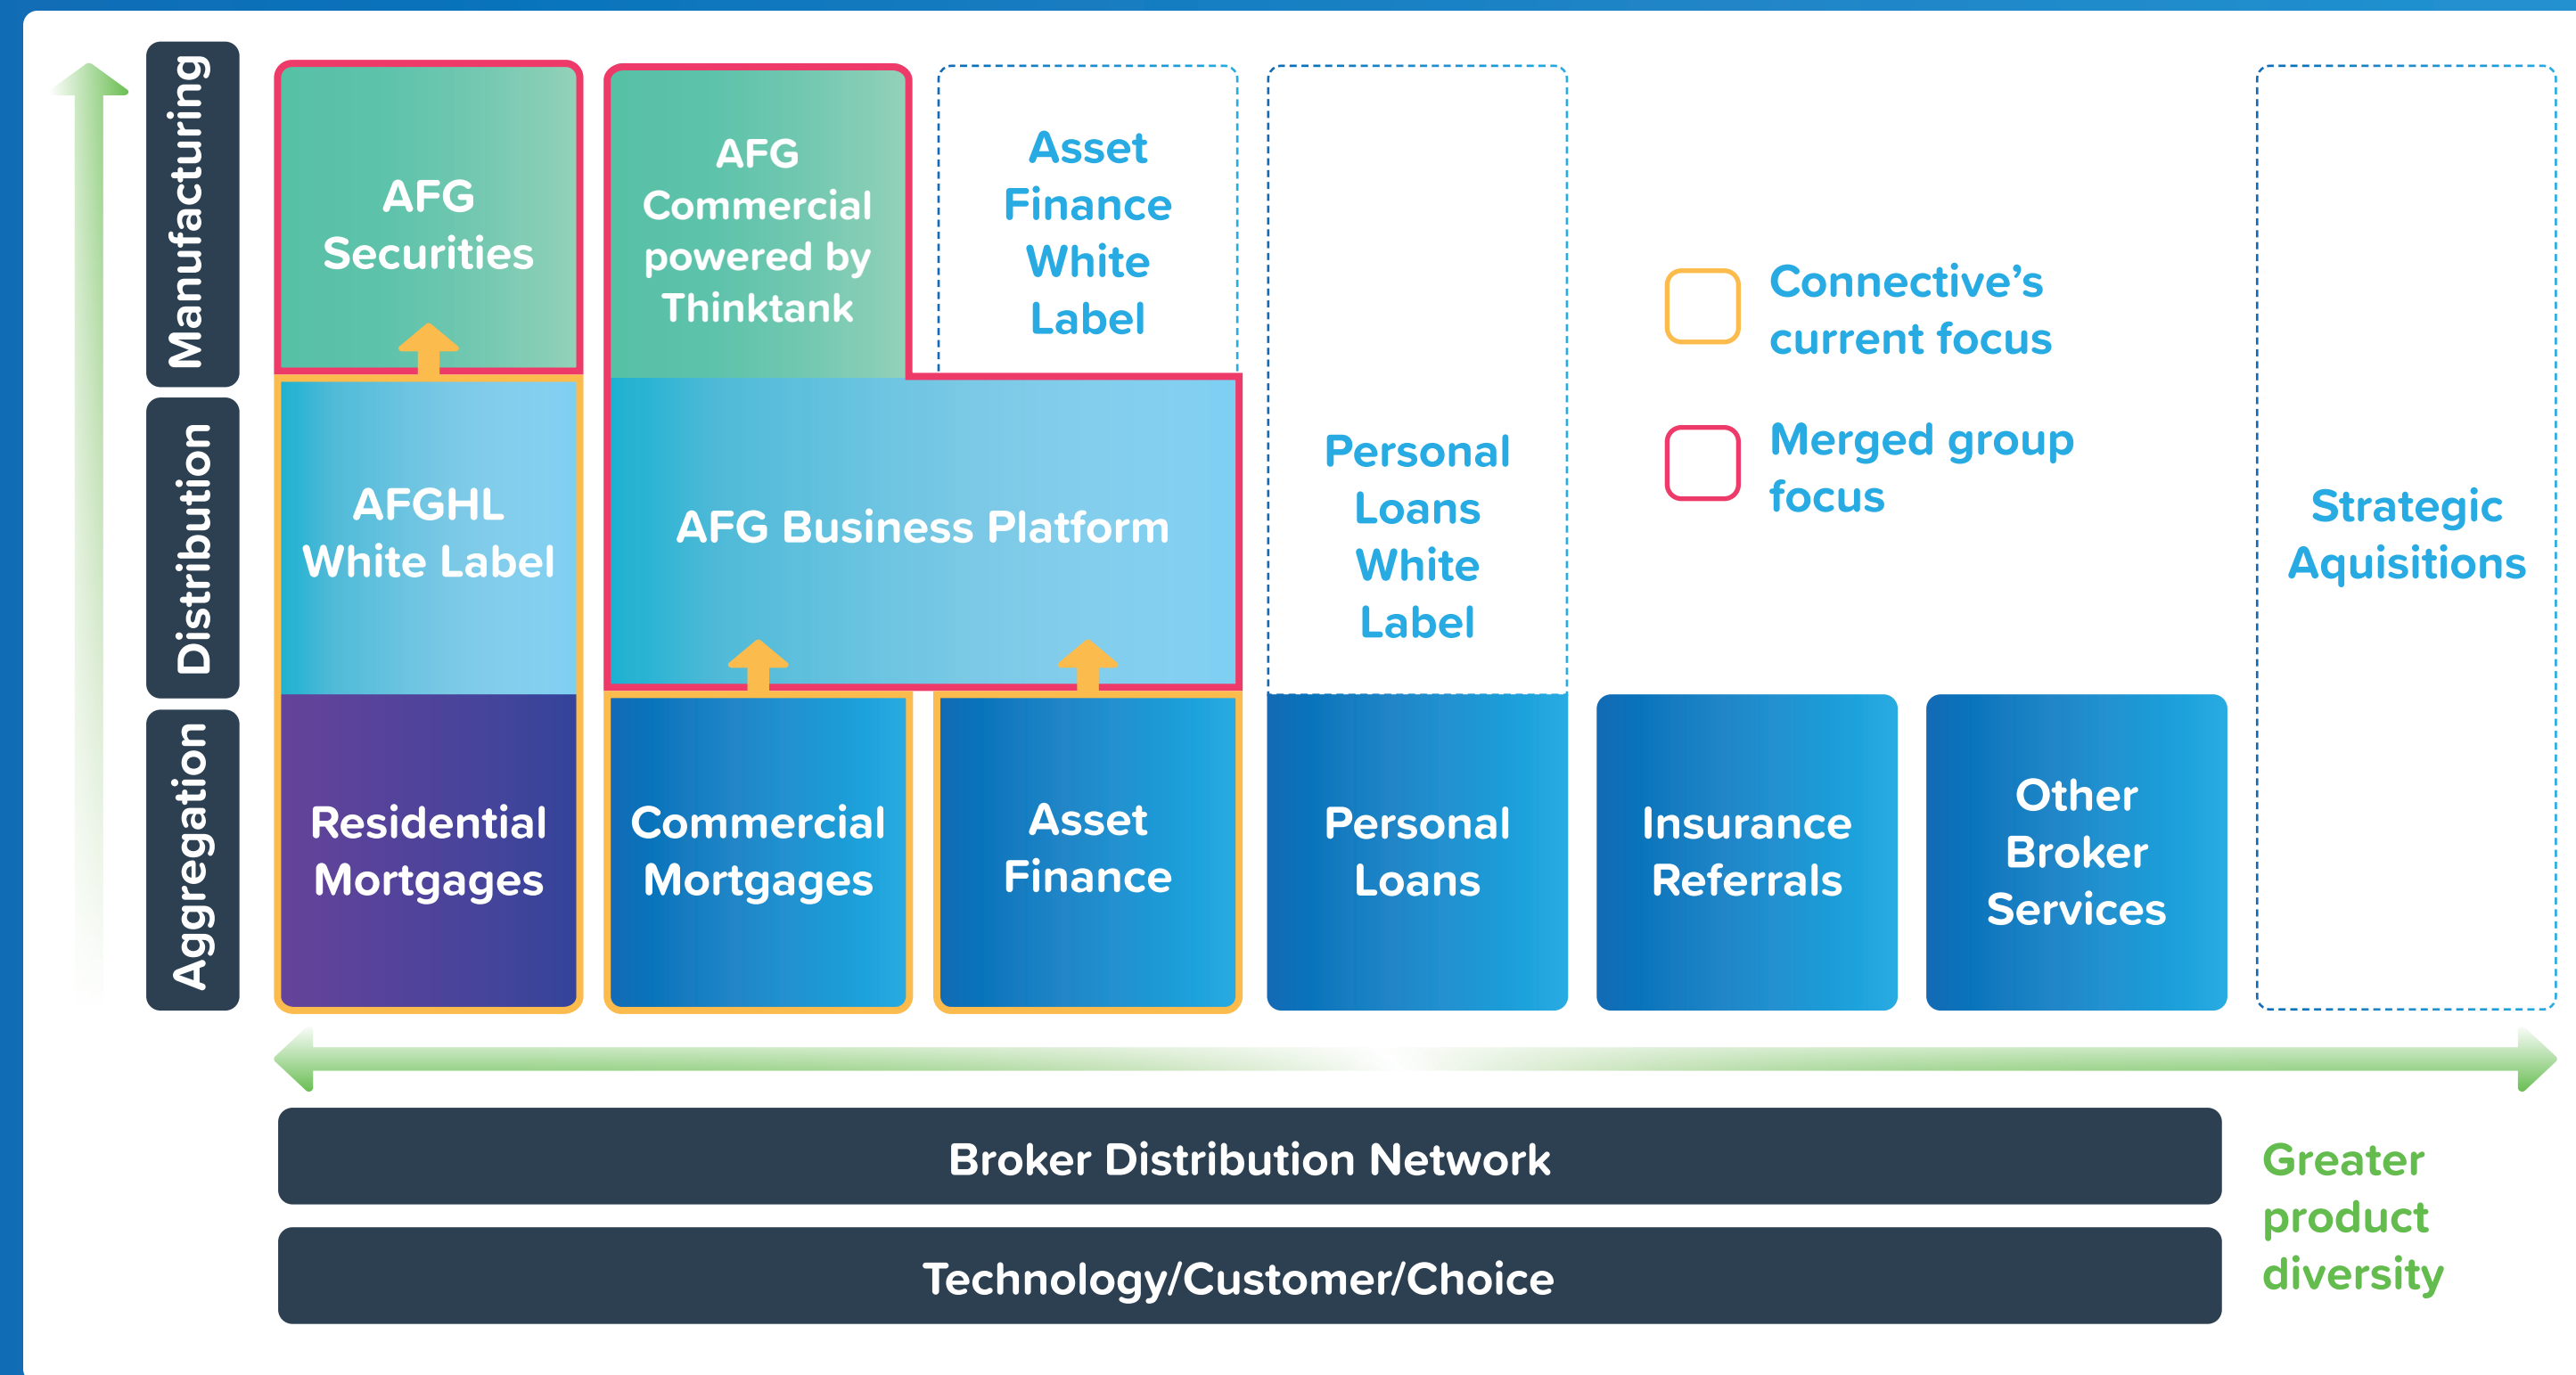 Manufacturing
Distribution
Aggregation
AFG
Securities
AFG
Commercial
powered by
Thinktank
Asset
Finance
White
Label
AFGHL
White Label
AFG Business Platform
Personal
Loans
White
Label
Connective’s
current focus
Merged group
focus
Strategic
Aquisitions
Residential
Mortgages
Commercial
Mortgages
Asset
Finance
Personal
Loans
Insurance
Referrals
Other
Broker
Services
Broker Distribution Network
Technology/Customer/Choice
Greater
product
diversity